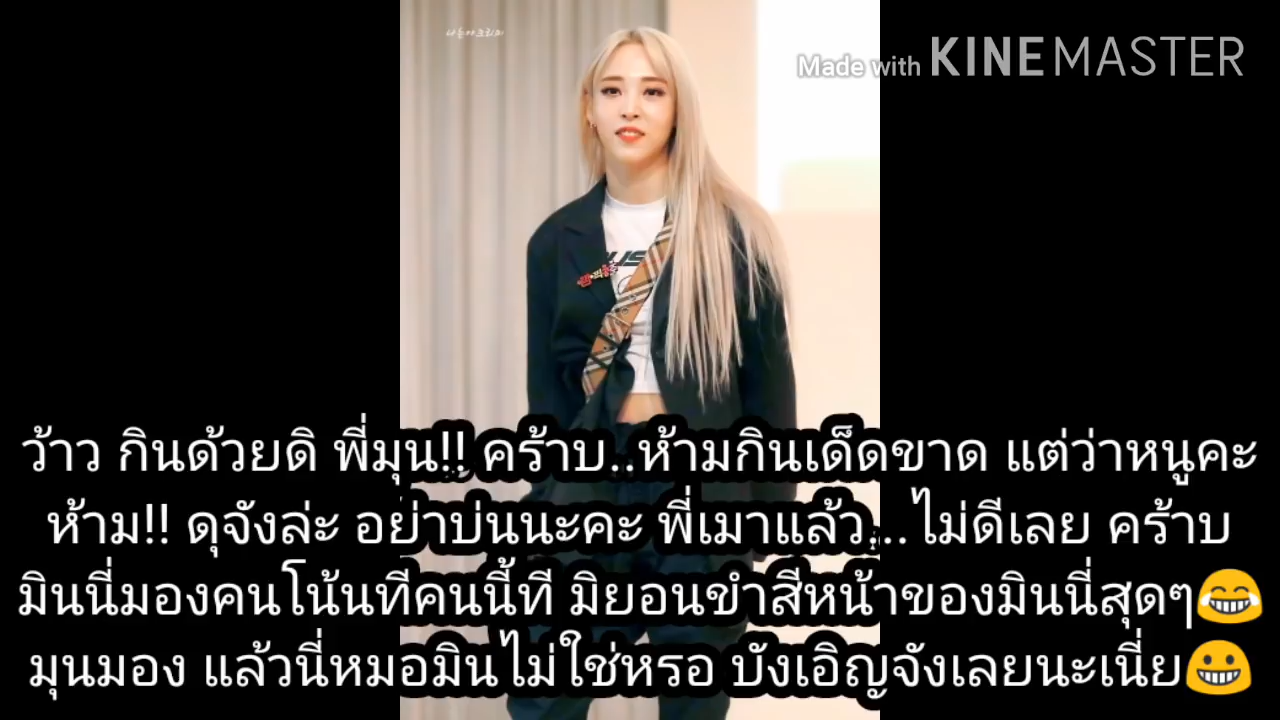 Made with KINEMASTER
ว้าว กินด้วยดิ พี่มุน!! คร้าบ..ห้ามกินเด็ดขาด แต่ว่าหนูคะ
ห้าม!! ดุจังล่ะ อย่าบ่นนะคะ พี่เมาแล้ว...ไม่ดีเลย คร้าบ
มินนี่มองคนโน้นทีคนนี้ที มิยอนขำสีหน้าของมินนี่สุดๆ😂
มุนมอง แล้วนี่หมอมินไม่ใช่หรอ บังเอิญจังเลยนะเนี่ย😀